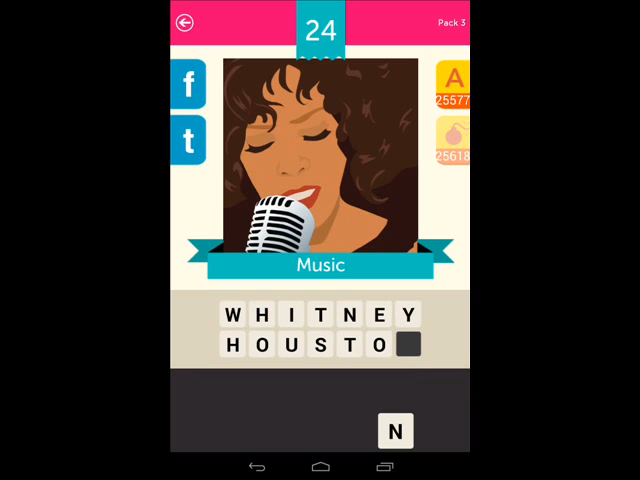 24
Pack 3
f
A
25577
t
25618
Music
WHITNEY
HOUSTO
N